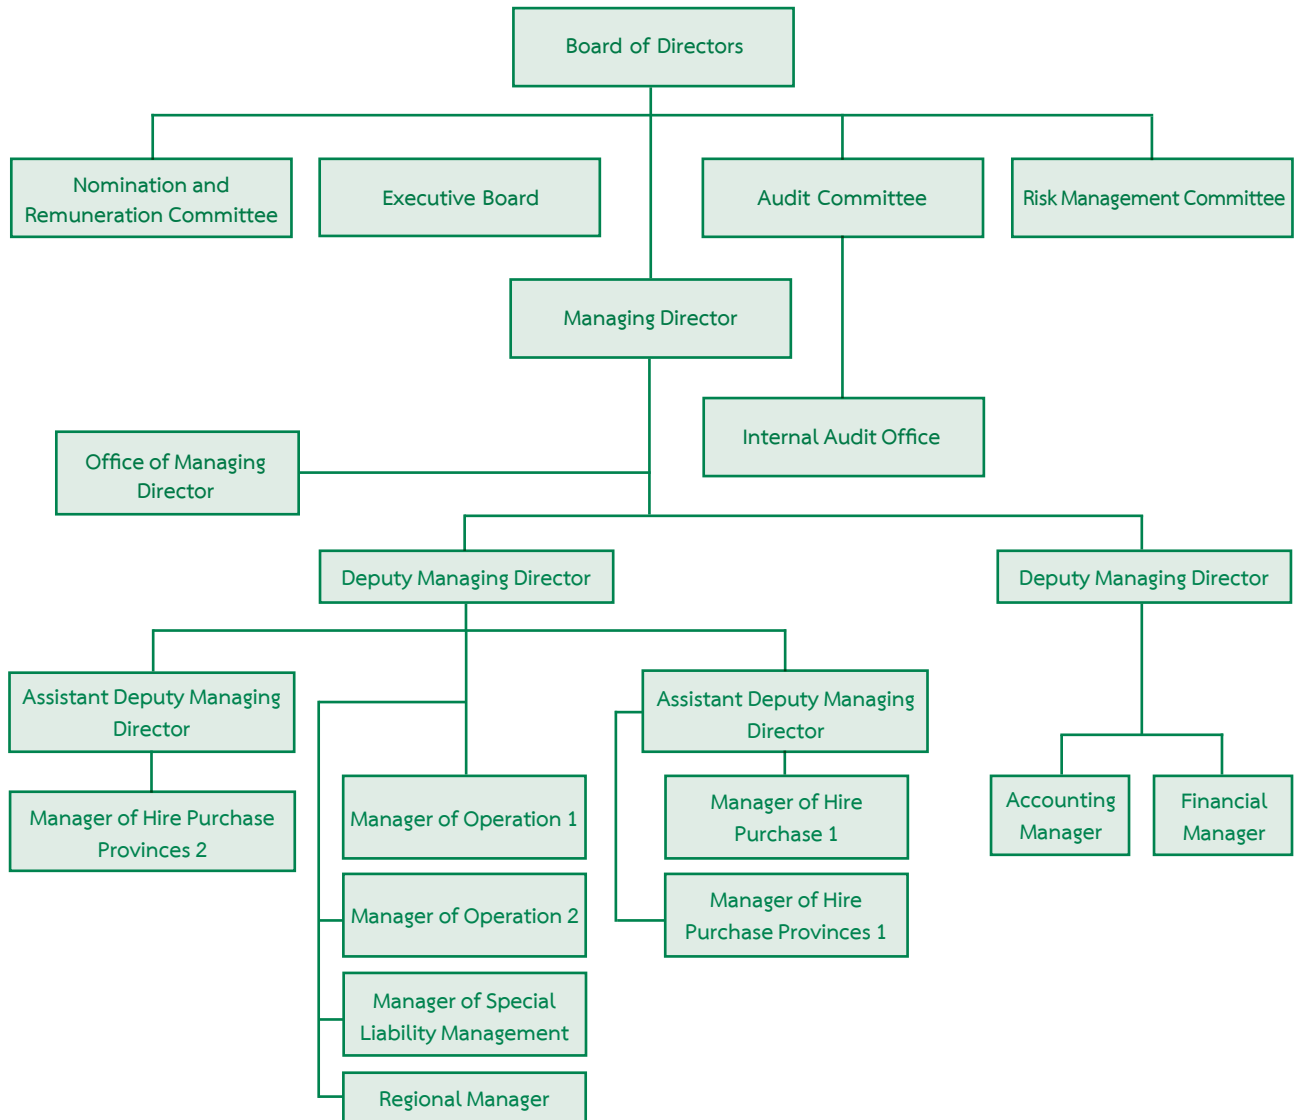 Board of Directors
Nomination and
Remuneration Committee
Executive Board
Audit Committee
Risk Management Committee
Managing Director
Internal Audit Office
Office of Managing
Director
Deputy Managing Director
Deputy Managing Director
Assistant Deputy Managing
Director
Assistant Deputy Managing
Director
Manager of Hire Purchase
Provinces 2
Manager of Operation 1
Manager of Hire
Purchase 1
Accounting
Manager
Financial
Manager
Manager of Operation 2
Manager of Hire
Purchase Provinces 1
Manager of Special
Liability Management
Regional Manager